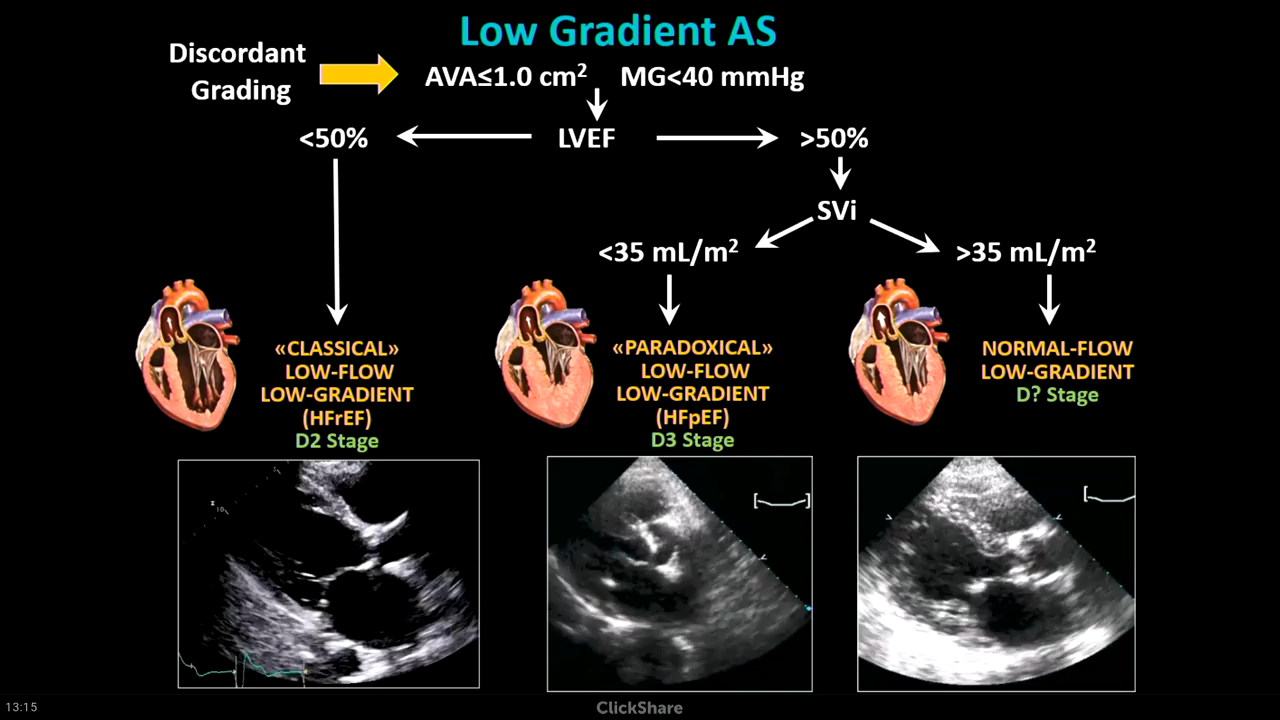 Low Gradient AS
Discordant
Grading
AVA≤1.0 cm² MG<40 mmHg
<50%
LVEF
>50%
SVi
<35 mL/m²
>35 mL/m²
«CLASSICAL»
LOW-FLOW
LOW-GRADIENT
(HFrEF)
D2 Stage
«PARADOXICAL»
LOW-FLOW
LOW-GRADIENT
(HFpEF)
D3 Stage
NORMAL-FLOW
LOW-GRADIENT
D? Stage
10
13:15
ClickShare